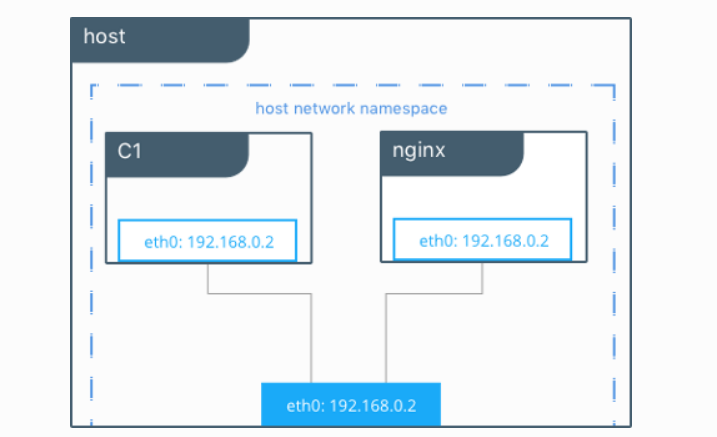 host
host network namespace
C1
nginx
eth0: 192.168.0.2
eth0: 192.168.0.2
eth0: 192.168.0.2